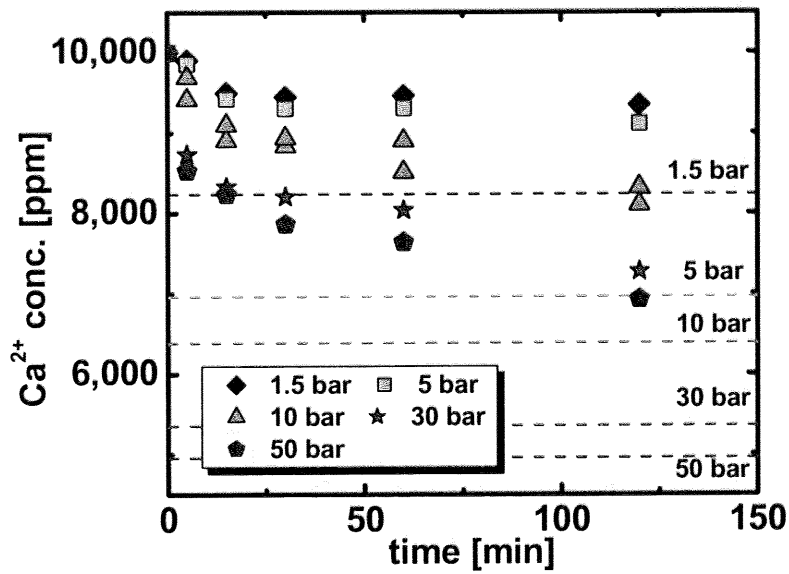 Ca2+ conc. [ppm]
10,000
8,000
6,000
1.5 bar
5 bar
10 bar
30 bar
50 bar
1.5 bar 5 bar
10 bar 30 bar
50 bar
0 50 100 150
time [min]